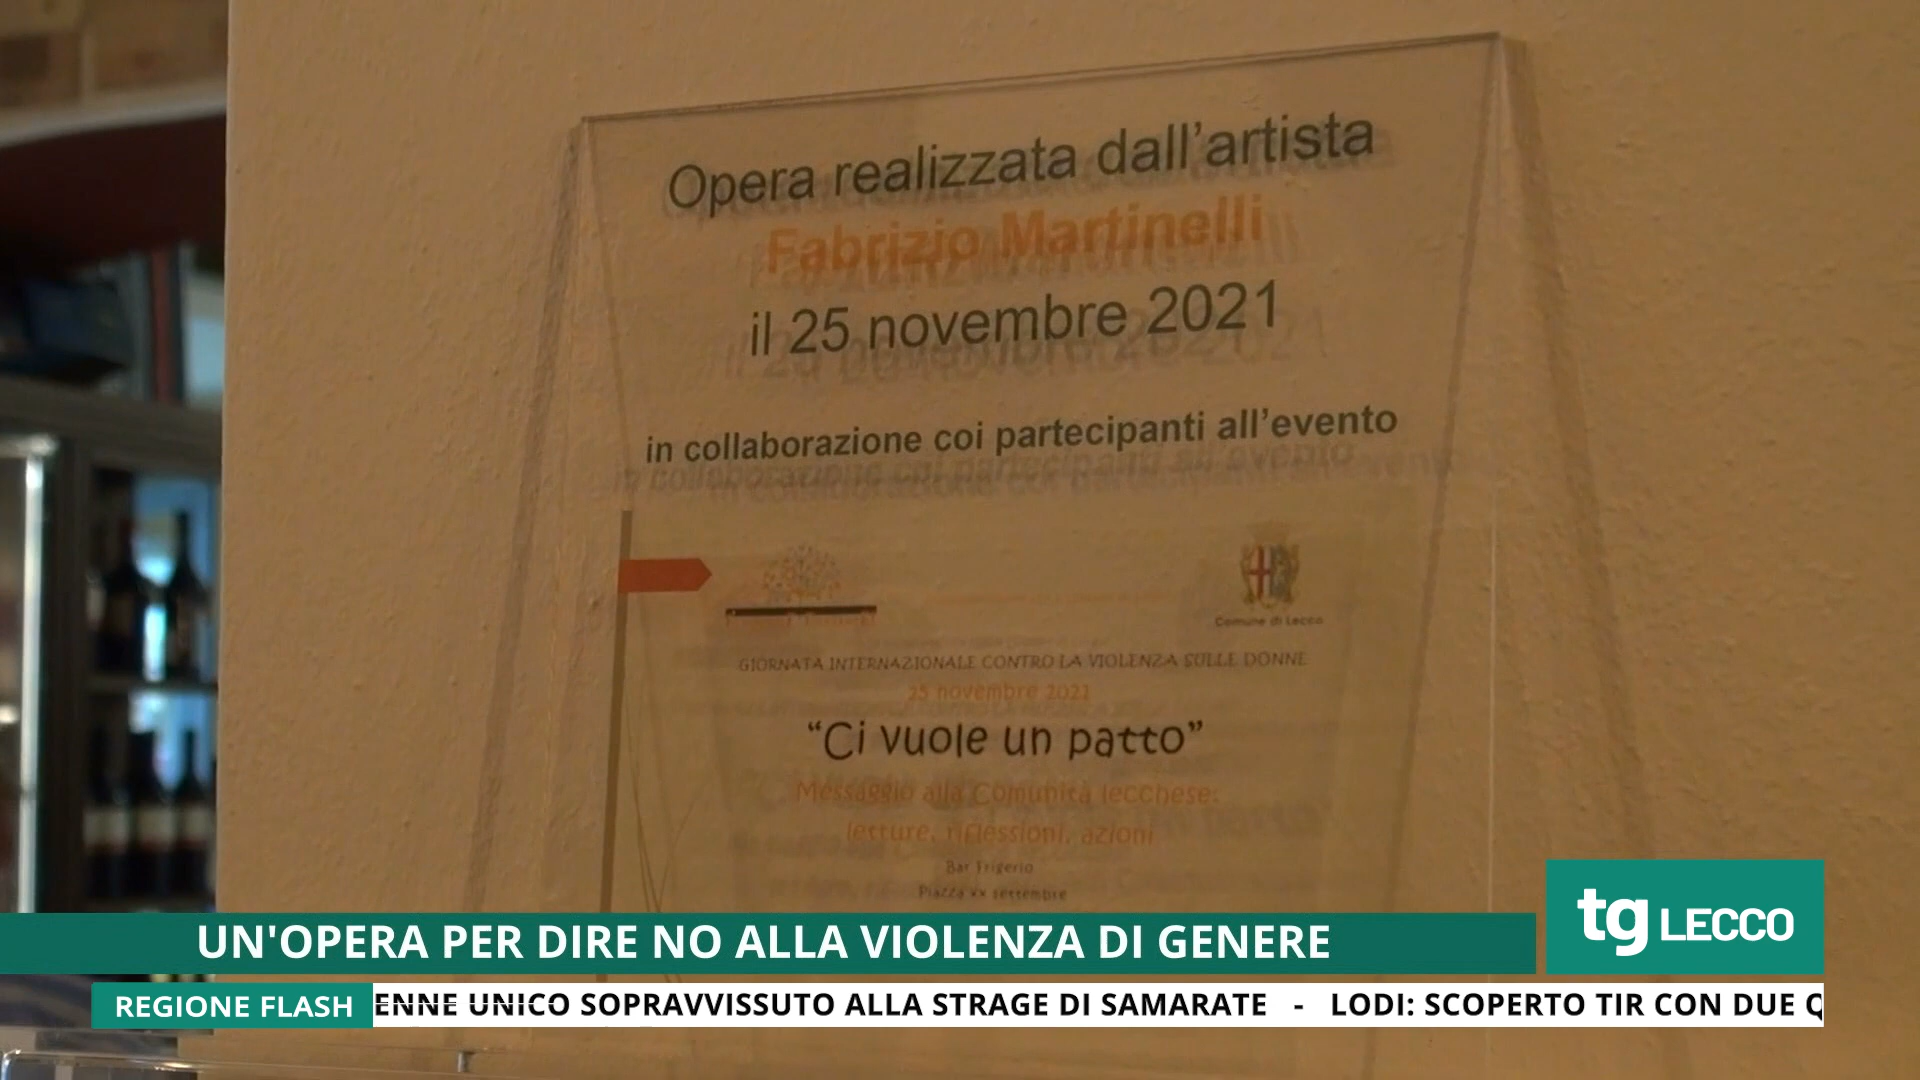 Opera realizzata dall'artista
Fabrizio Martinelli
il 25 novembre 2021
in collaborazione coi partecipanti all'evento
Comune di Lecco
GIORNATA INTERNAZIONALE CONTRO LA VIOLENZA SULLE DONNE
25 novembre 2021
"Ci vuole un patto"
Messaggio alla Comunità lecchese:
letture, riflessioni, azioni
Bar Frigerio
Piazza xx settembre
UN'OPERA PER DIRE NO ALLA VIOLENZA DI GENERE
tg LECCO
REGIONE FLASH ENNE UNICO SOPRAVVISSUTO ALLA STRAGE DI SAMARATE - LODI: SCOPERTO TIR CON DUE Q